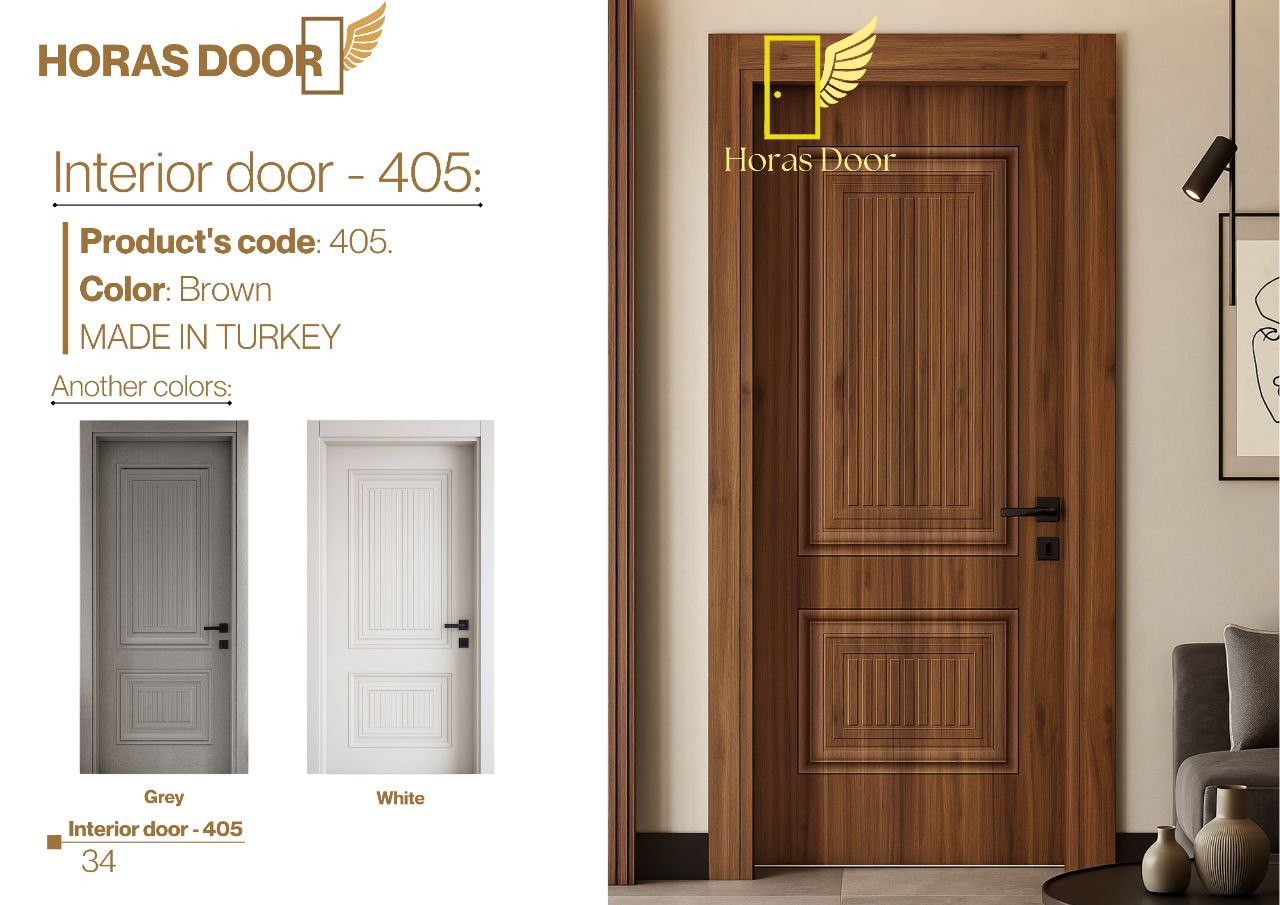 HORAS DOOR
Interior door - 405:
Product's code: 405.
Color: Brown
MADE IN TURKEY
Another colors:
Grey
White
Interior door - 405
34
Horas Door